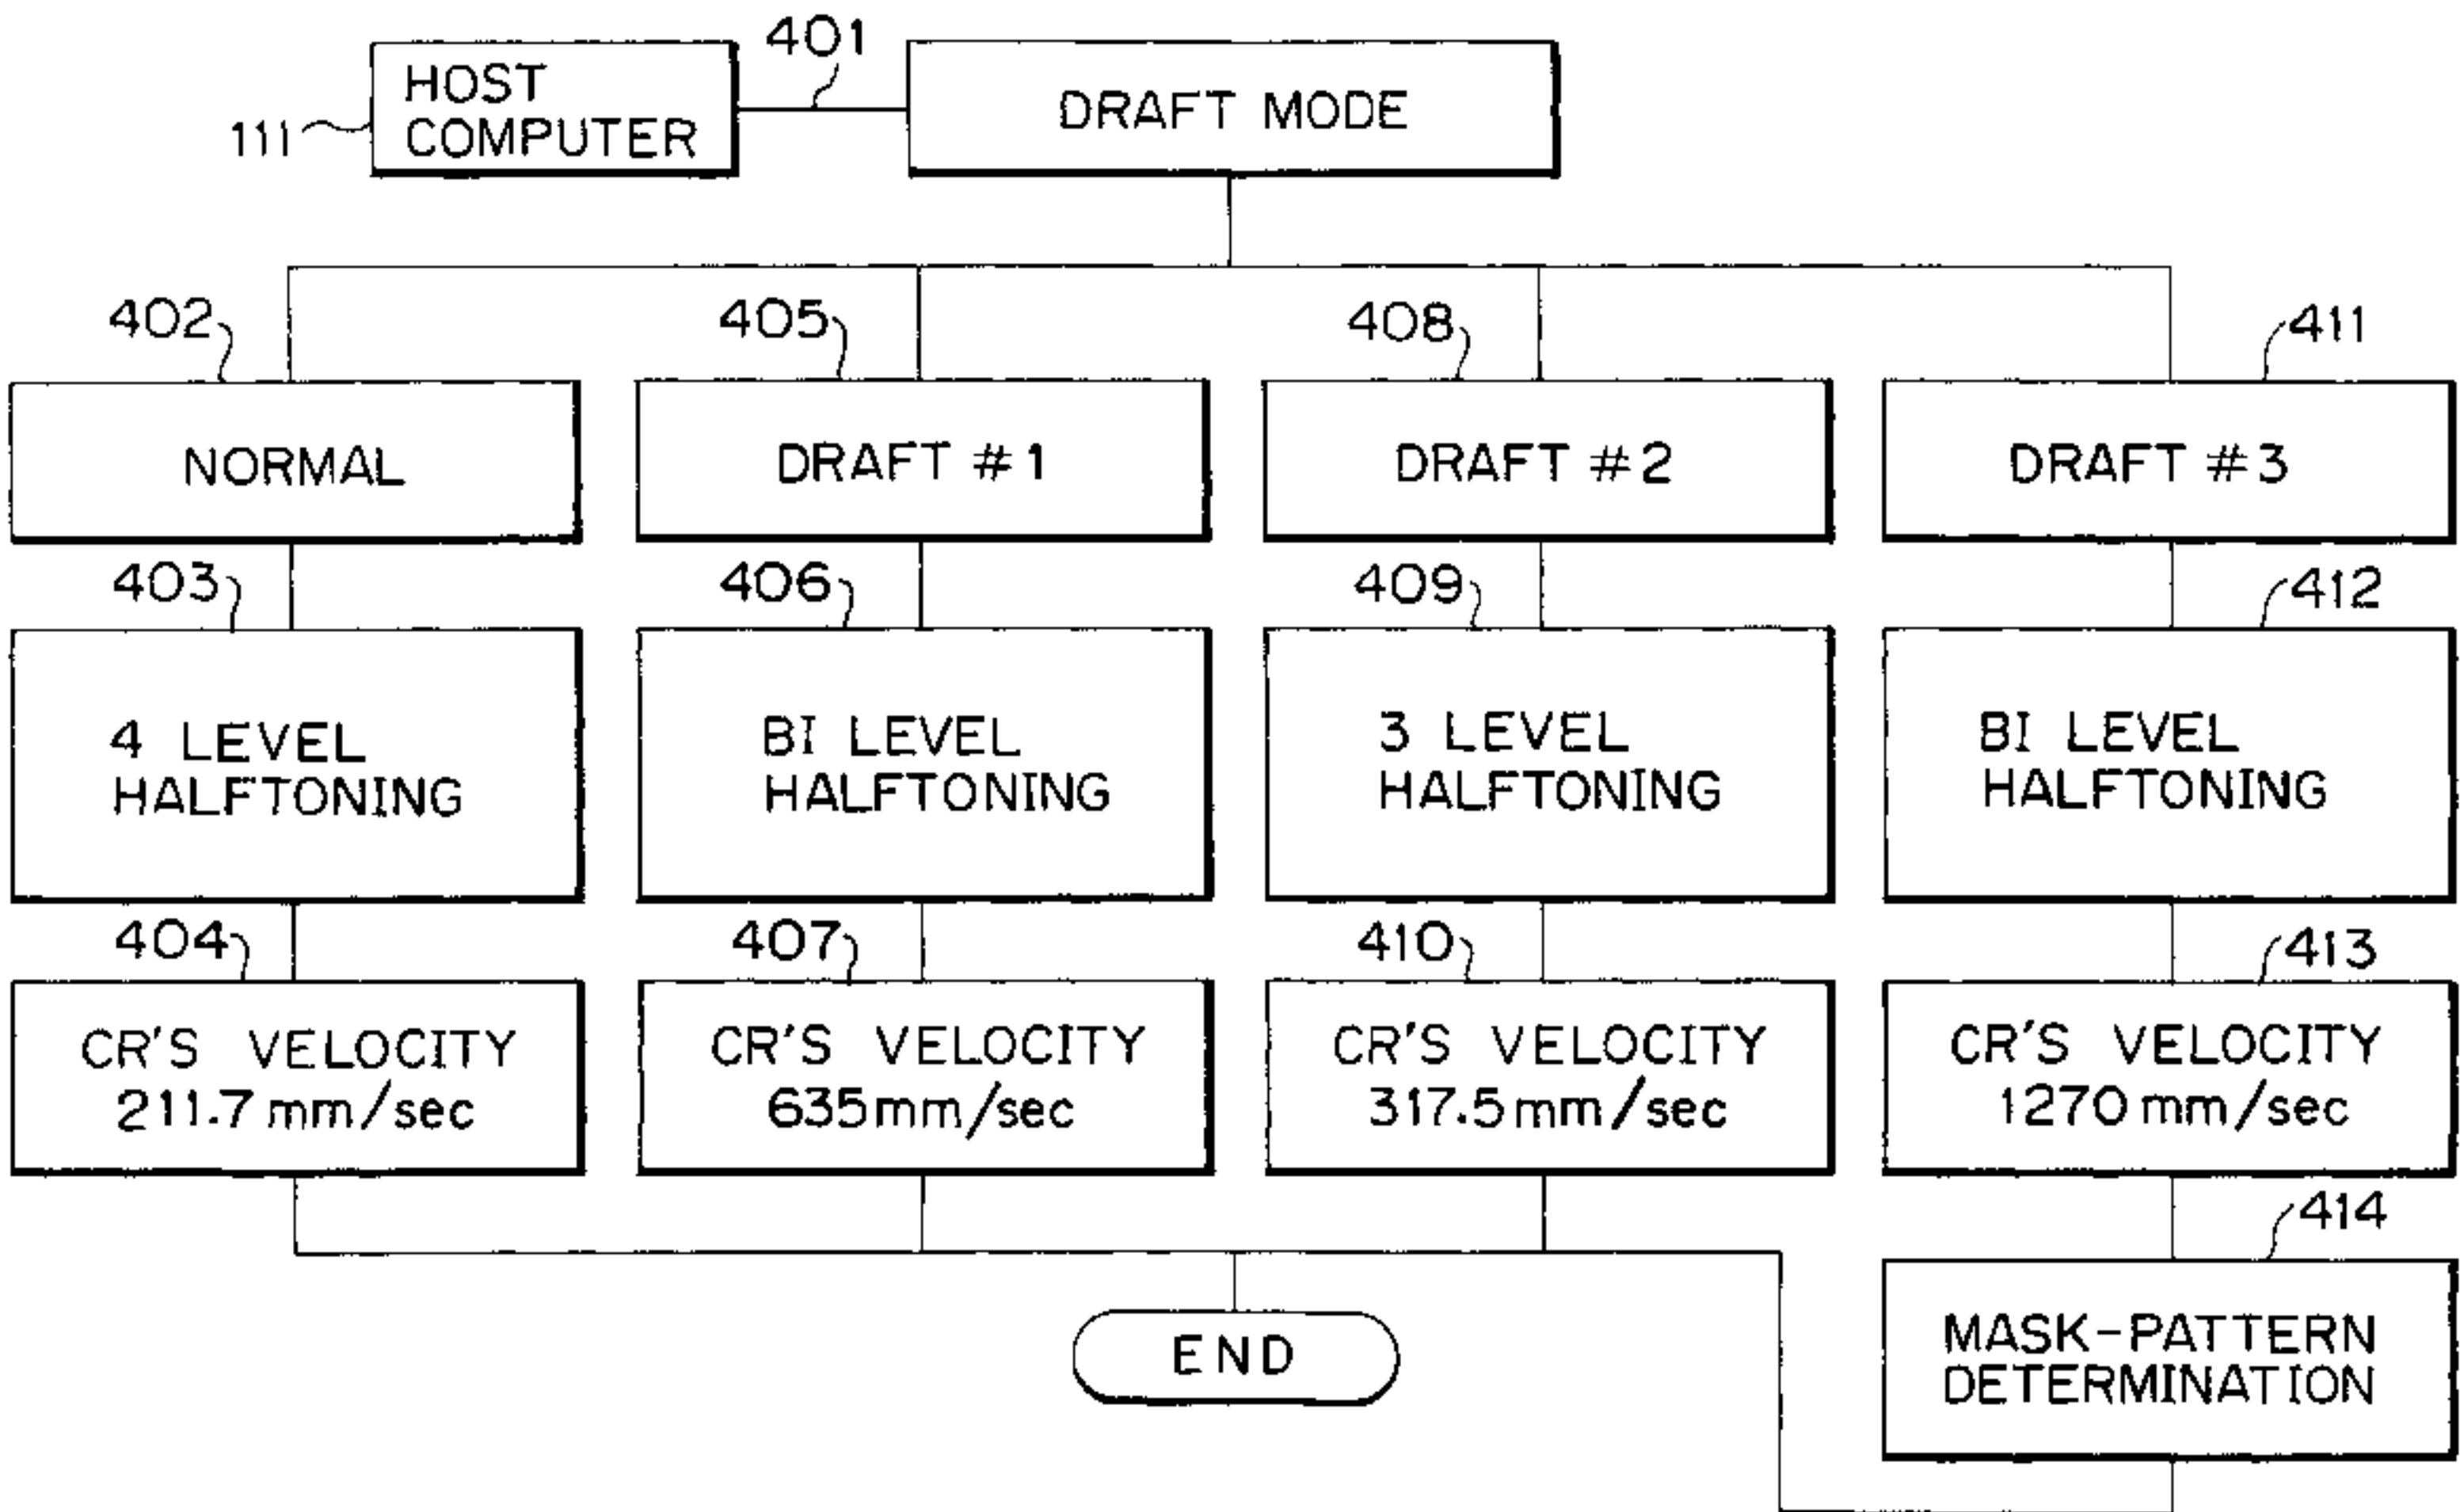 401
HOST
COMPUTER
DRAFT MODE
111
402
405
408
411
NORMAL
DRAFT #1
DRAFT #2
DRAFT #3
403
406
409
412
4 LEVEL
HALFTONING
BI LEVEL
HALFTONING
3 LEVEL
HALFTONING
BI LEVEL
HALFTONING
404
407
410
413
CR'S VELOCITY
211.7 mm/sec
CR'S VELOCITY
635mm/sec
CR'S VELOCITY
317.5 mm/sec
CR'S VELOCITY
1270 mm/sec
414
END
MASK-PATTERN
DETERMINATION